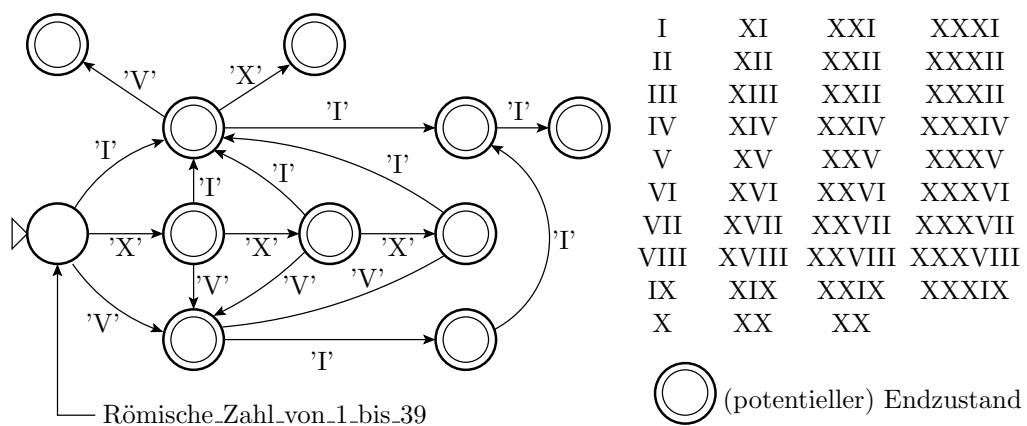 'V'
'X'
'I'
'I'
'I'
'I'
'I'
'I'
'X'
'X'
'X'
'I'
'V'
'V'
'V'
'V'
'I'
Römische_Zahl_von_1_bis_39
I XI XXI XXXI
II XII XXII XXXII
III XIII XXII XXXII
IV XIV XXIV XXXIV
V XV XXV XXXV
VI XVI XXVI XXXVI
VII XVII XXVII XXXVII
VIII XVIII XXVIII XXXVIII
IX XIX XXIX XXXIX
X XX XX
(potentieller) Endzustand